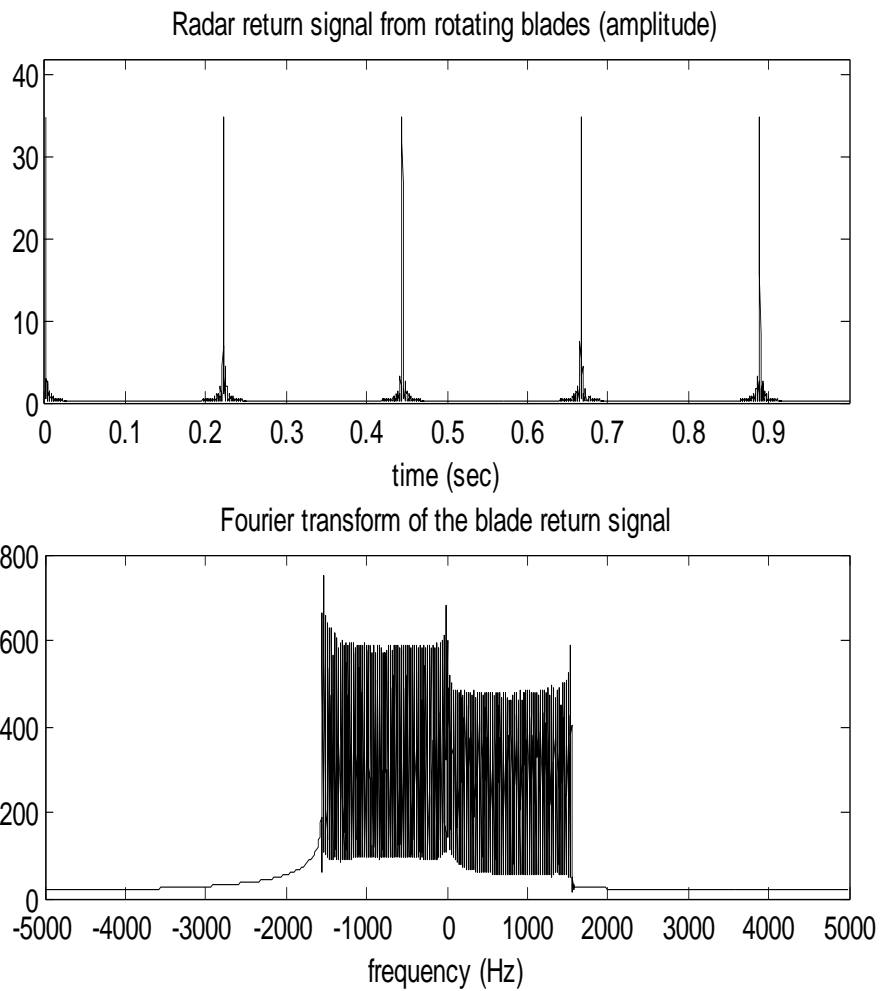 Radar return signal from rotating blades (amplitude)
40
30
20
10
0
0 0.1 0.2 0.3 0.4 0.5 0.6 0.7 0.8 0.9
time (sec)
Fourier transform of the blade return signal
800
600
400
200
0
-5000 -4000 -3000 -2000 -1000 0 1000 2000 3000 4000 5000
frequency (Hz)